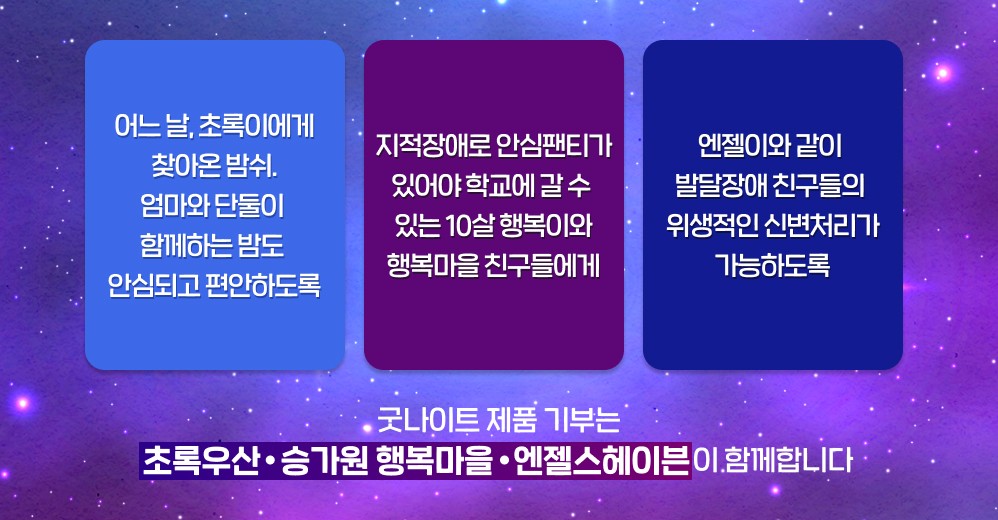 어느 날, 초록이에게
찾아온 밤쉬.
엄마와 단둘이
함께하는 밤도
안심되고 편안하도록
지적장애로 안심팬티가
있어야 학교에 갈 수
있는 10살 행복이와
행복마을 친구들에게
엔젤이와 같이
발달장애 친구들의
위생적인 신변처리가
가능하도록
굿나이트 제품 기부는
초록우산•승가원 행복마을•엔젤스헤이븐이 함께합니다